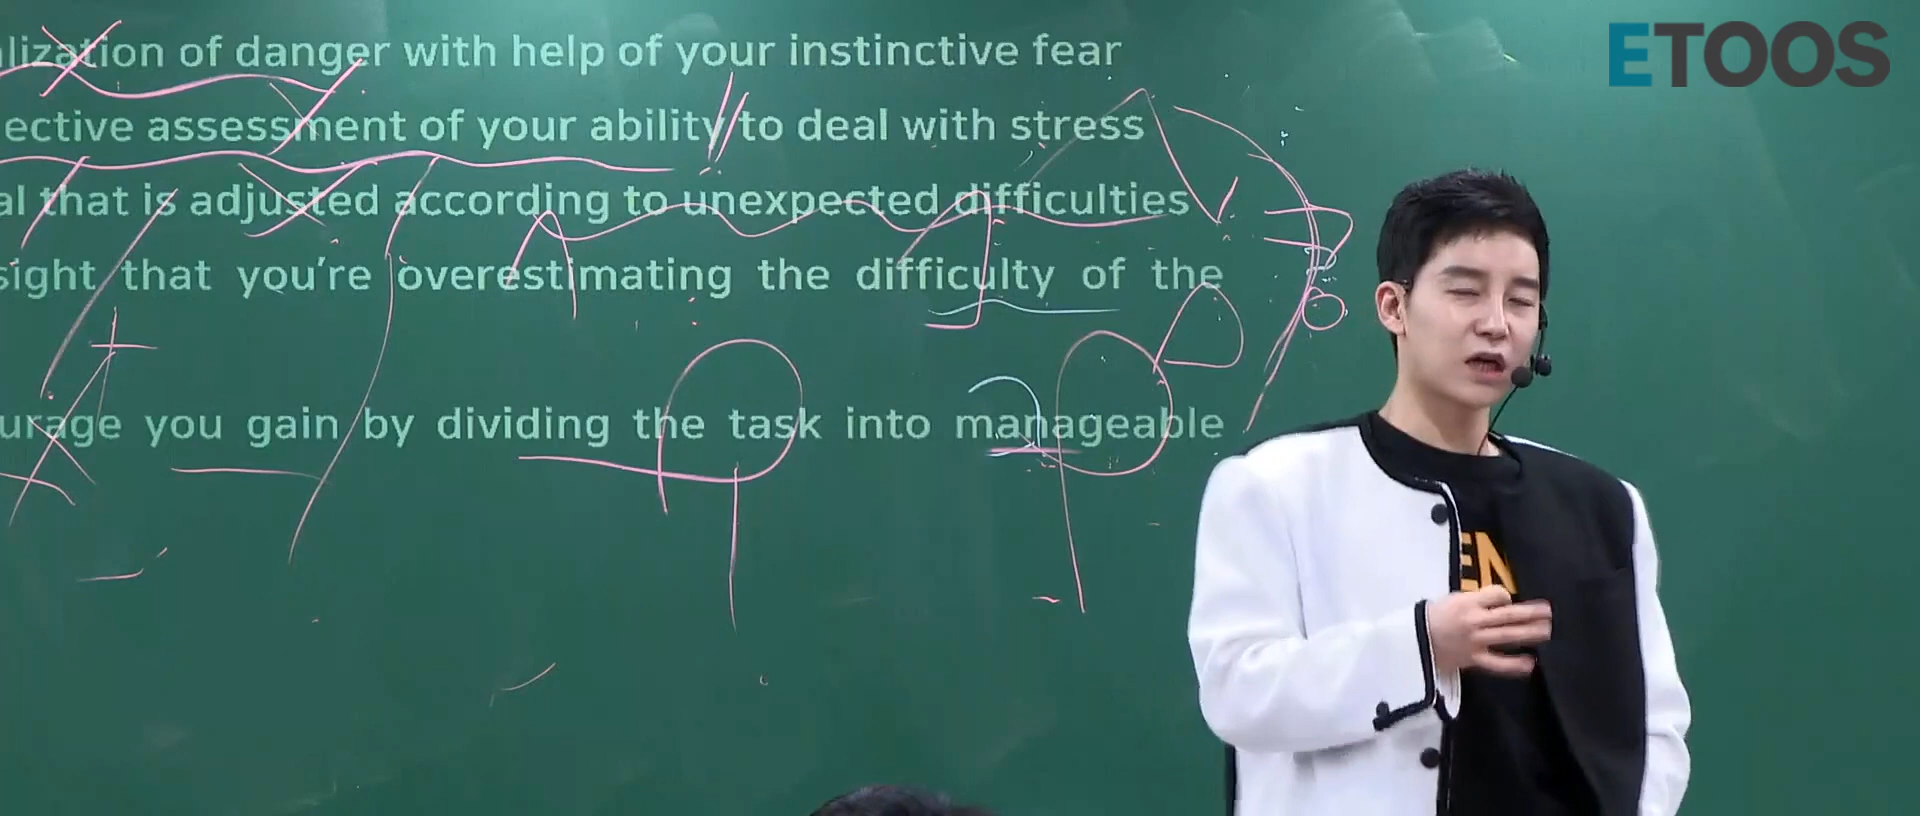 ETOOS
lization of danger with help of your instinctive fear
ective assessment of your ability to deal with stress
al that is adjusted according to unexpected difficulties
sight that you're overestimating the difficulty of the
urage you gain by dividing the task into manageable
EN